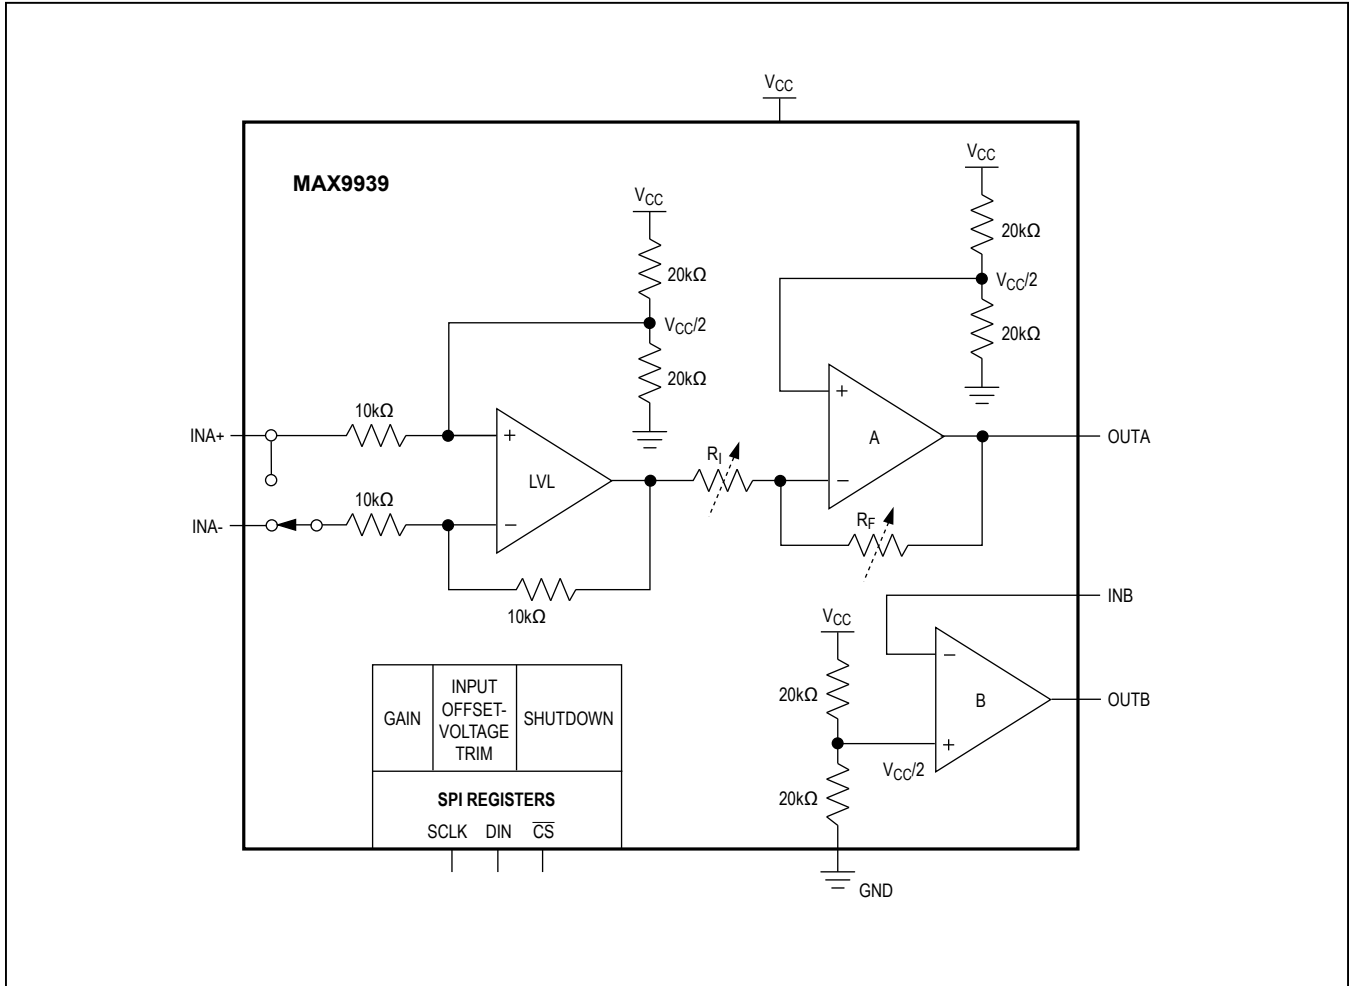 VCC
MAX9939
VCC
20kΩ
VCC/2
20kΩ
VCC
20kΩ
VCC/2
20kΩ
INA+
10kΩ
+
LVL
−
INA-
10kΩ
10kΩ
RI
+
A
−
RF
OUTA
INB
VCC
20kΩ
20kΩ
VCC/2
−
B
+
OUTB
GND
GAIN
INPUT
OFFSET-
VOLTAGE
TRIM
SHUTDOWN
SPI REGISTERS
SCLK DIN CS